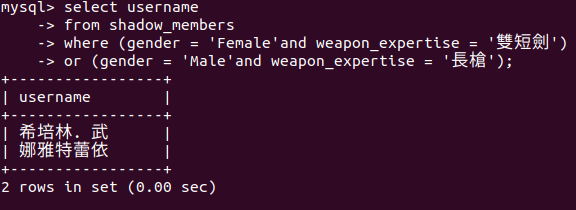 mysql> select username
    -> from shadow_members
    -> where (gender = 'Female'and weapon_expertise = '雙短劍')
    -> or (gender = 'Male'and weapon_expertise = '長槍');
+-----------------+
| username        |
+-----------------+
| 希培林. 武      |
| 娜雅特蕾依      |
+-----------------+
2 rows in set (0.00 sec)